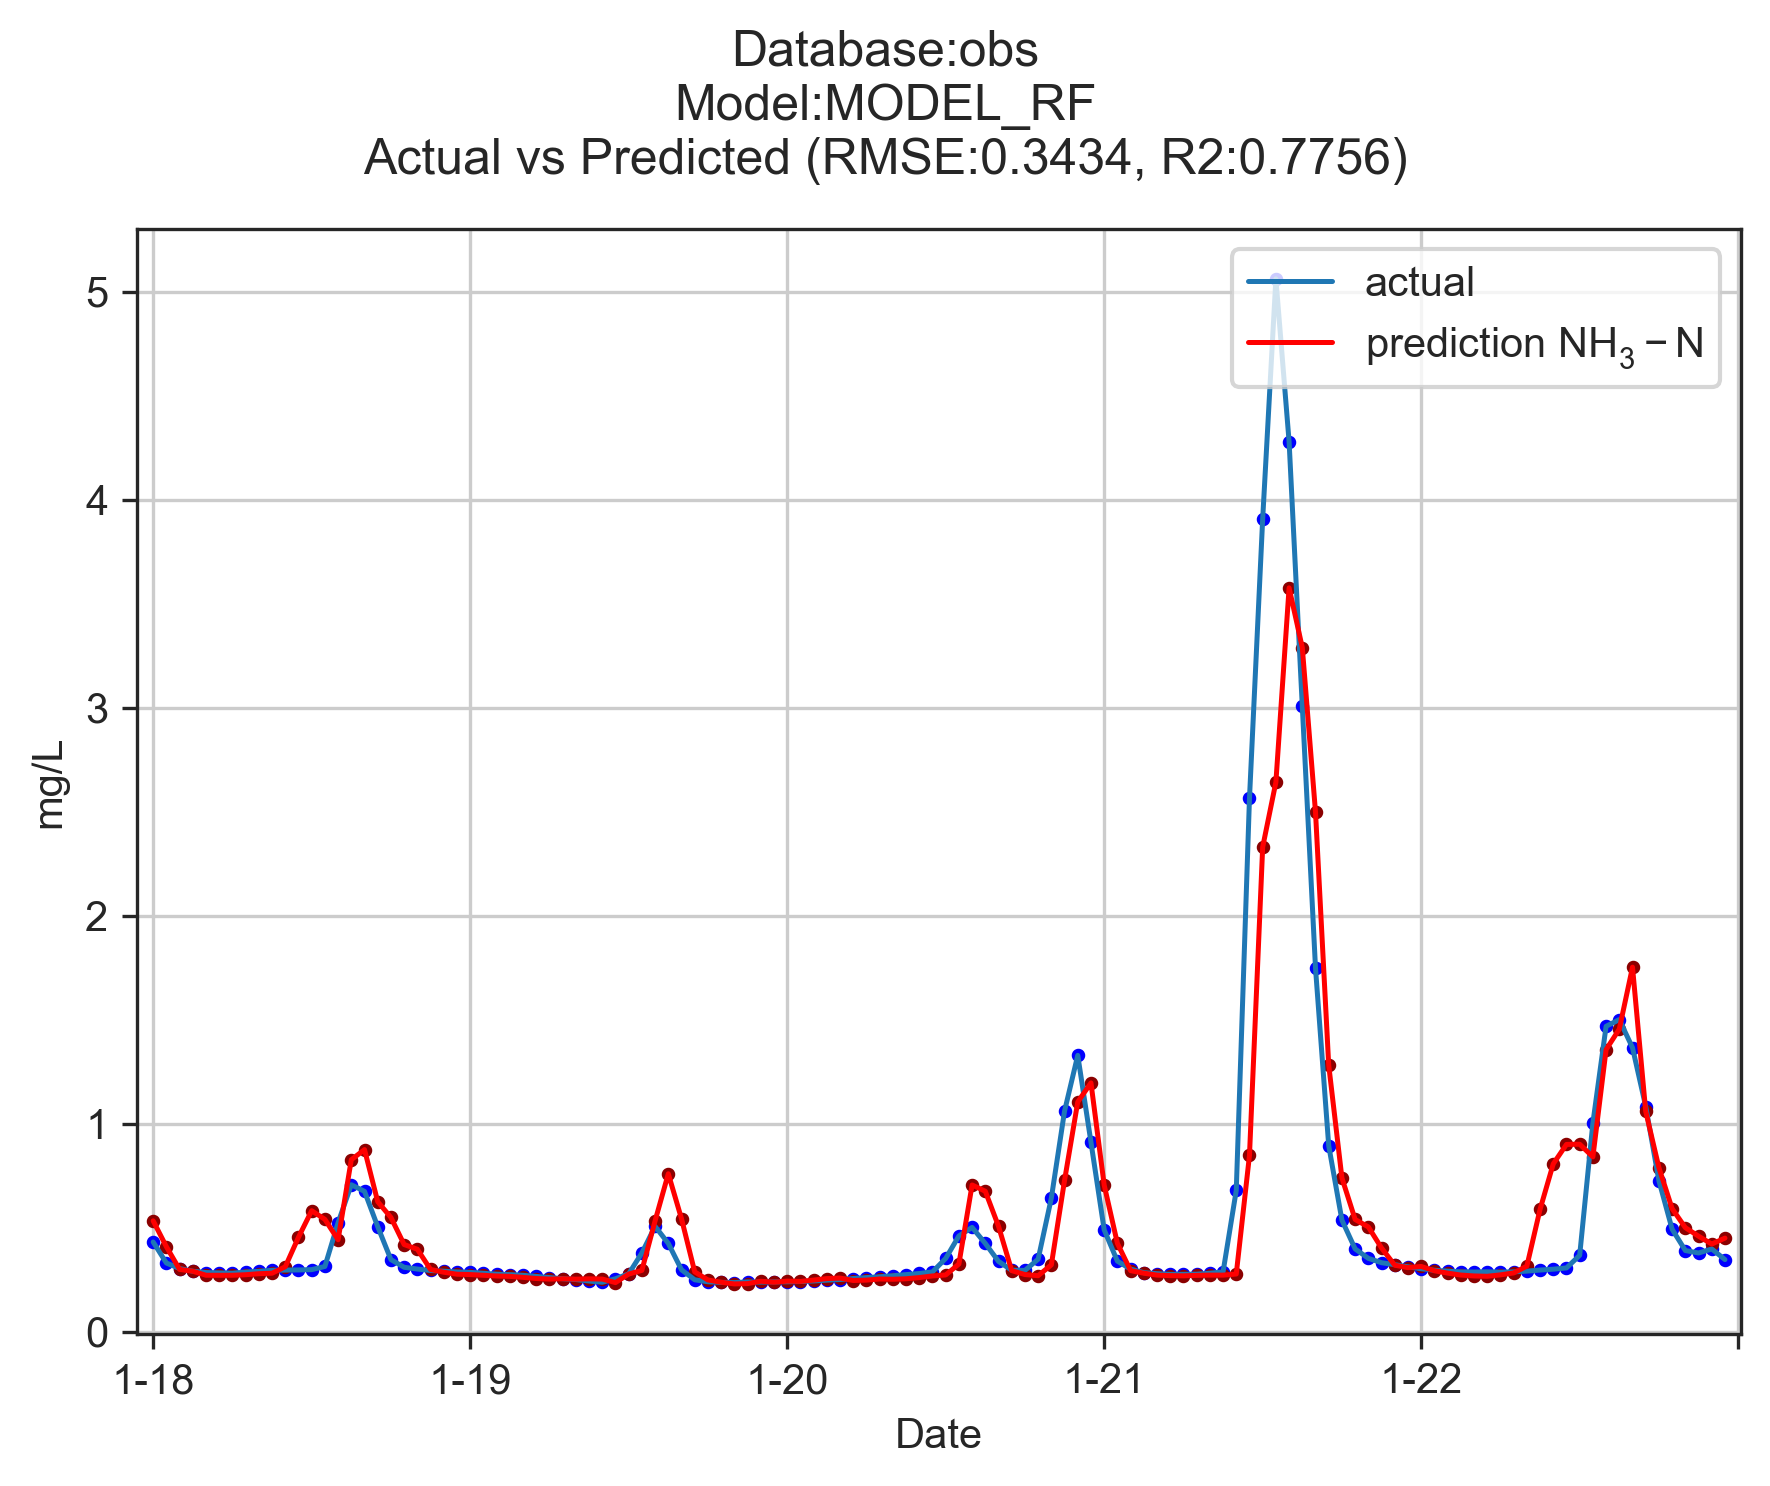 Database:obs
Model:MODEL_RF
Actual vs Predicted (RMSE:0.3434, R2:0.7756)
actual
prediction NH₃ − N
5
4
3
2
1
0
mg/L
1-18 1-19 1-20 1-21 1-22
Date